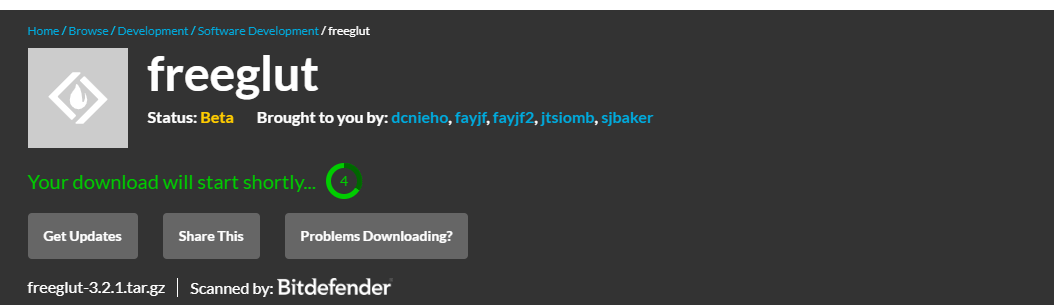 Home / Browse / Development / Software Development / freeglut
freeglut
Status: Beta Brought to you by: dcnieho, fayjf, fayjf2, jtsiomb, sjbaker
Your download will start shortly... 4
Get Updates Share This Problems Downloading?
freeglut-3.2.1.tar.gz | Scanned by: Bitdefender